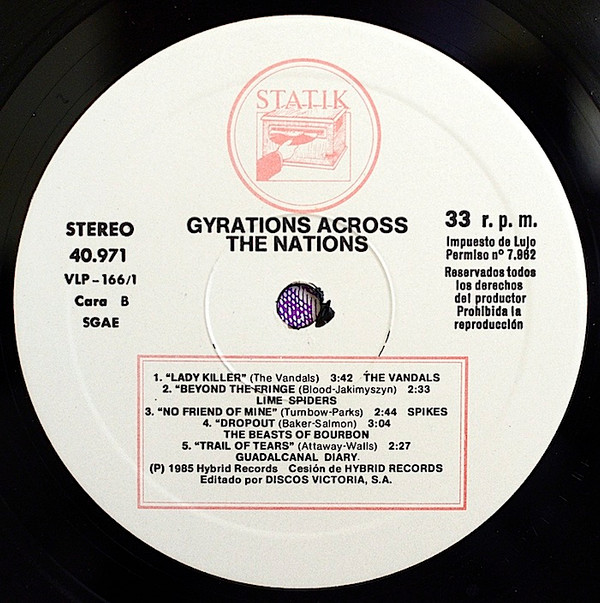 STATIK
GYRATIONS ACROSS
THE NATIONS
STEREO
40.971
VLP-166/1
Cara B
SGAE
33 r.p.m.
Impuesto de Lujo
Permiso nº 7.962
Reservados todos
los derechos
del productor
Prohibida la
reproducción
1. "LADY KILLER" (The Vandals) 3:42 THE VANDALS
2. "BEYOND THE FRINGE (Blood-Jakimyszyn) 2:33
LIME SPIDERS
3. "NO FRIEND OF MINE" (Turnbow-Parks) 2:44 SPIKES
4. "DROPOUT (Baker-Salmon) 3:04
THE BEASTS OF BOURBON
5. "TRAIL OF TEARS" (Attaway-Walls) 2:27
GUADALCANAL DIARY.
(P) 1985 Hybrid Records Cesión de HYBRID RECORDS
Editado por DISCOS VICTORIA, S.A.